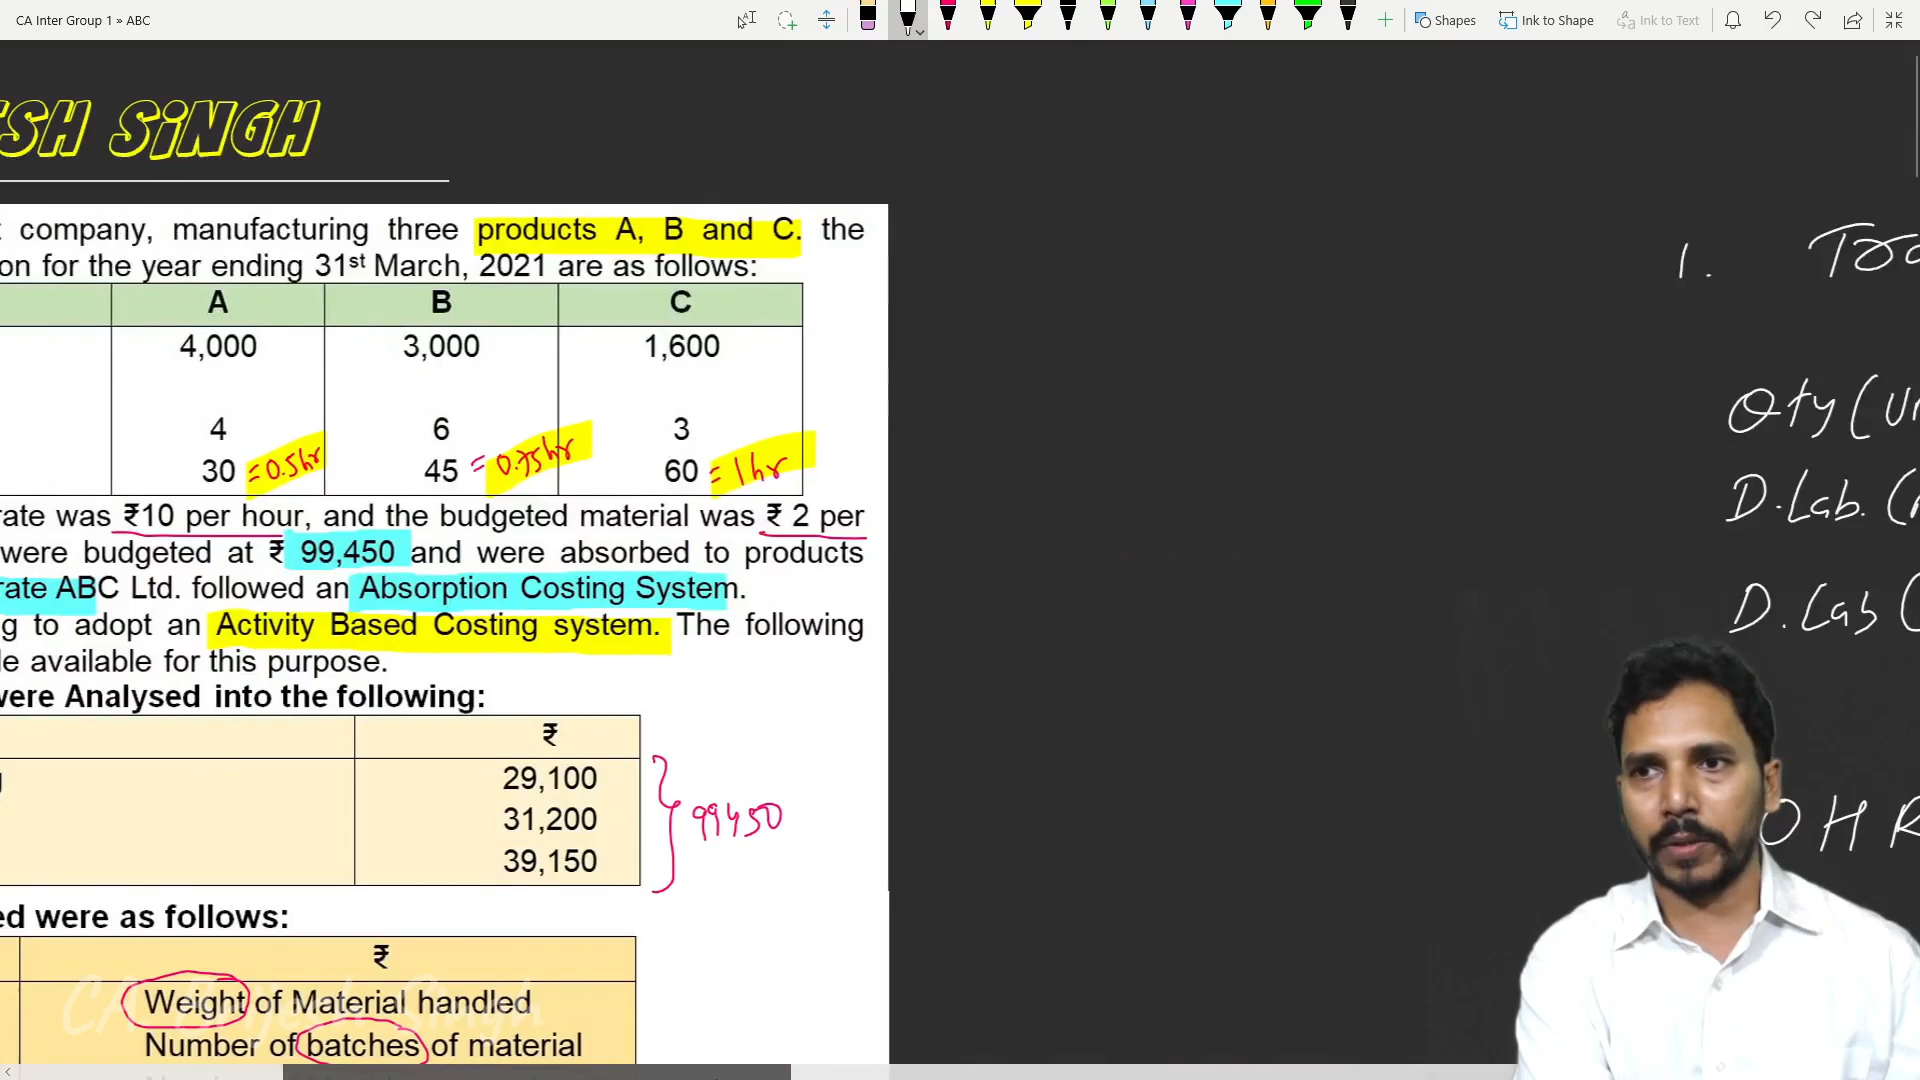 CA Inter Group 1 » ABC
Shapes
Ink to Shape
Ink to Text
SH SiNGH
company, manufacturing three products A, B and C. the
on for the year ending 31st March, 2021 are as follows:
A B C
4,000 3,000 1,600
4 6 3
30 = 0.5hr 45 = 0.75hr 60 = 1hr
rate was ₹10 per hour, and the budgeted material was ₹ 2 per
were budgeted at ₹ 99,450 and were absorbed to products
rate ABC Ltd. followed an Absorption Costing System.
g to adopt an Activity Based Costing system. The following
le available for this purpose.
were Analysed into the following:
₹
29,100
31,200
39,150
99450
ed were as follows:
₹
Weight of Material handled
Number of batches of material
1.
Qty (
D.Lab. (
D. Lab (
O H R